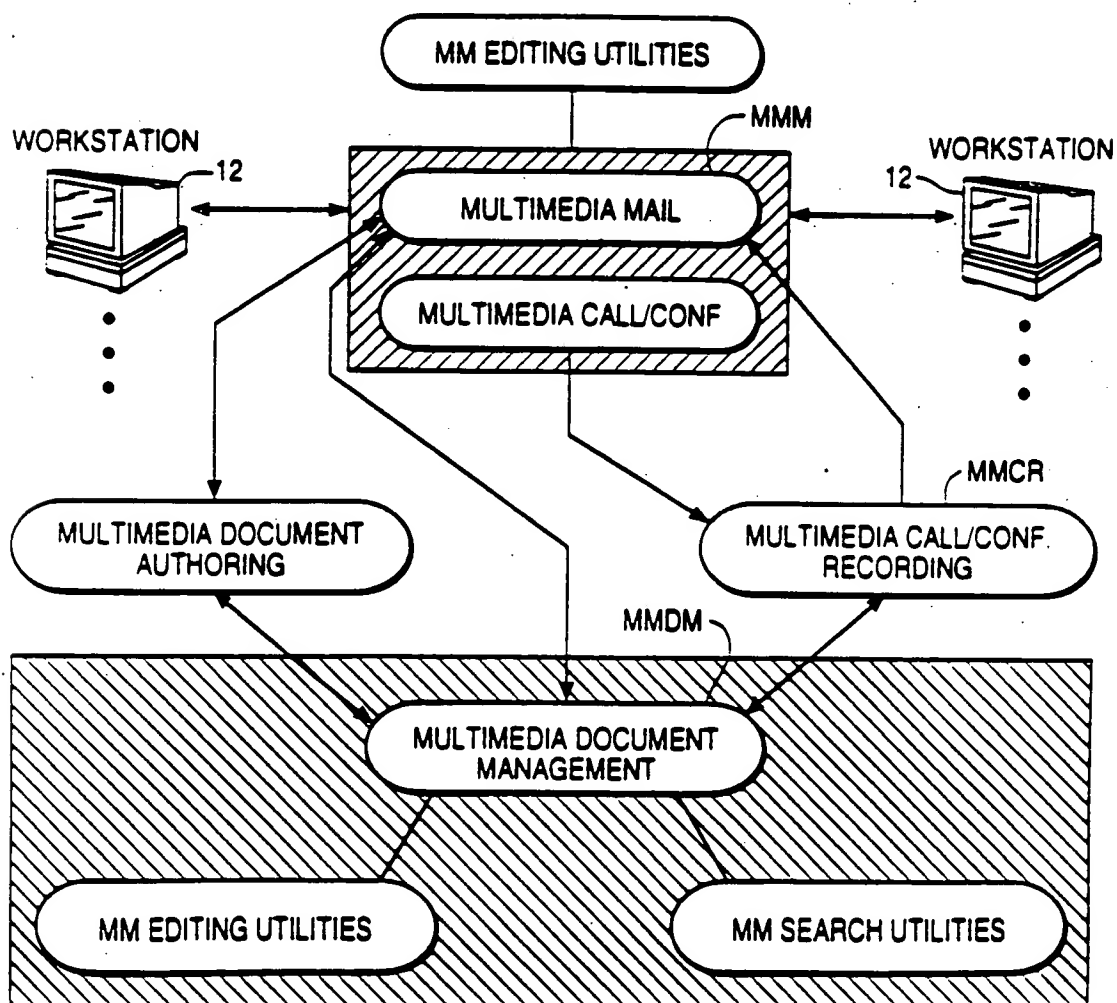 MM EDITING UTILITIES
MMM
WORKSTATION
12
WORKSTATION
12
MULTIMEDIA MAIL
MULTIMEDIA CALL/CONF
MMCR
MULTIMEDIA DOCUMENT
AUTHORING
MULTIMEDIA CALL/CONF.
RECORDING
MMDM
MULTIMEDIA DOCUMENT
MANAGEMENT
MM EDITING UTILITIES
MM SEARCH UTILITIES